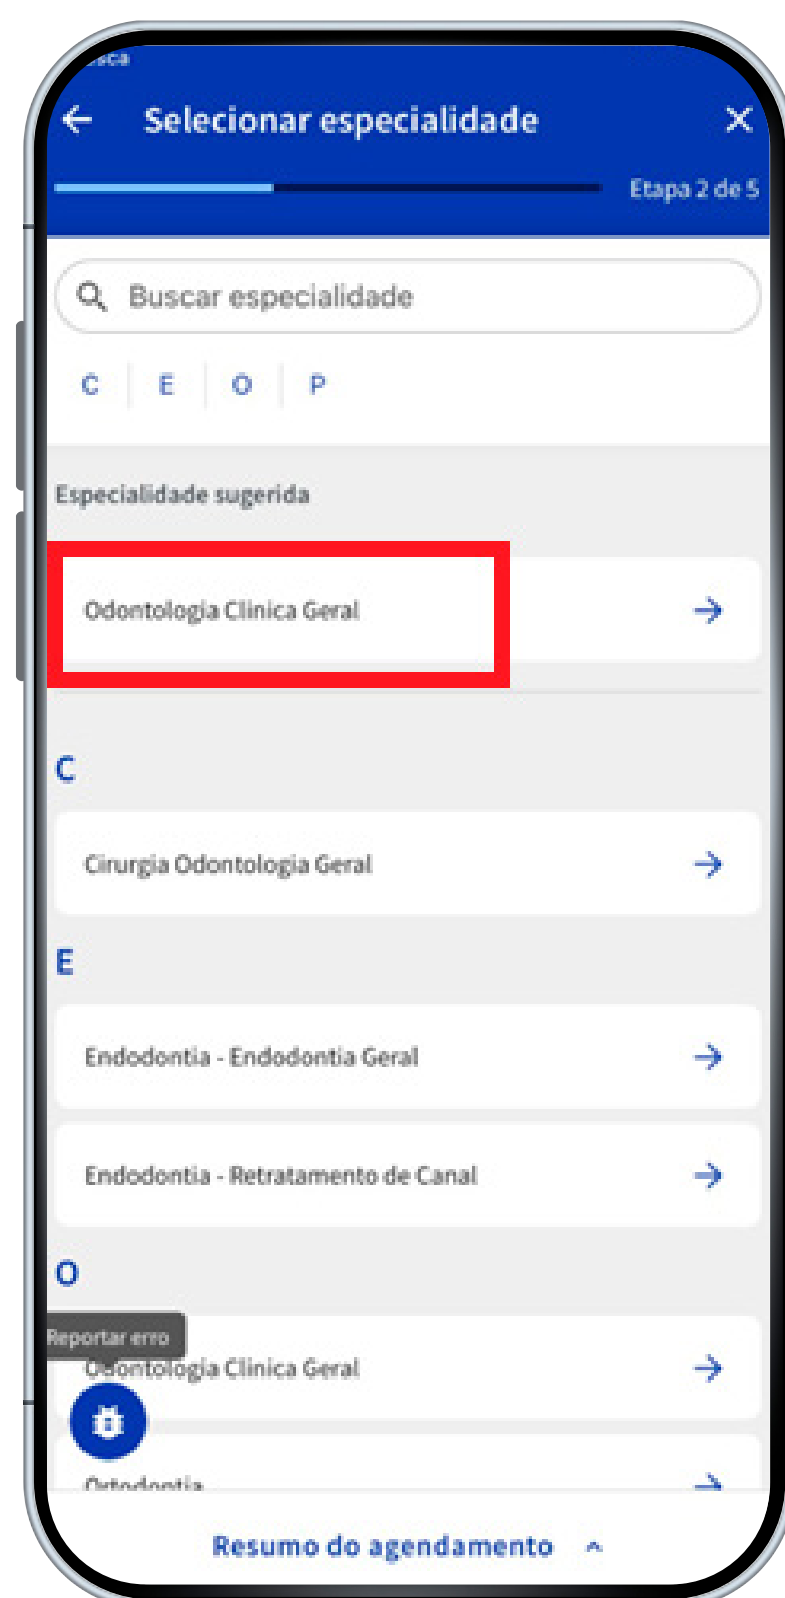 Selecionar especialidade
Etapa 2 de 5
Buscar especialidade
C E O P
Especialidade sugerida
Odontologia Clinica Geral
C
Cirurgia Odontologia Geral
E
Endodontia - Endodontia Geral
Endodontia - Retratamento de Canal
O
Reportar erro
Odontologia Clinica Geral
Ortodontia
Resumo do agendamento